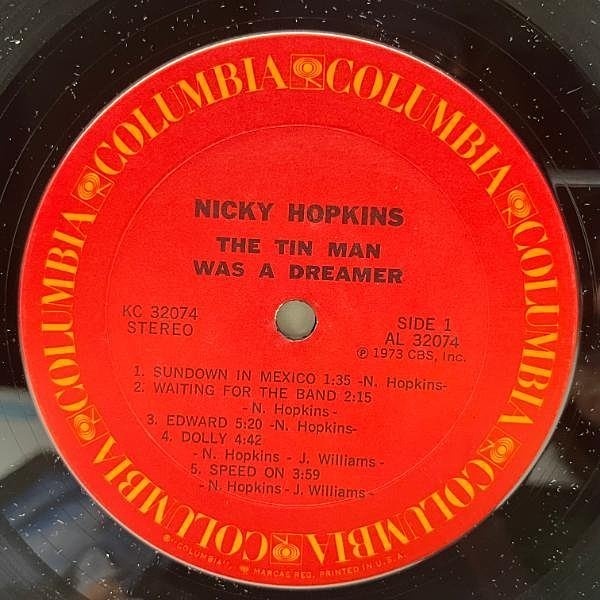 COLUMBIA COLUMBIA COLUMBIA COLUMBIA COLUMBIA COLUMBIA
NICKY HOPKINS
THE TIN MAN
WAS A DREAMER
KC 32074
STEREO
SIDE 1
AL 32074
℗ 1973 CBS, Inc.
1. SUNDOWN IN MEXICO 1:35 -N. Hopkins-
2. WAITING FOR THE BAND 2:15
- N. Hopkins -
3. EDWARD 5:20 -N. Hopkins-
4. DOLLY 4:42
- N. Hopkins - J. Williams -
5. SPEED ON 3:59
- N. Hopkins - J. Williams -
"COLUMBIA", MARCAS REG. PRINTED IN U.S.A.